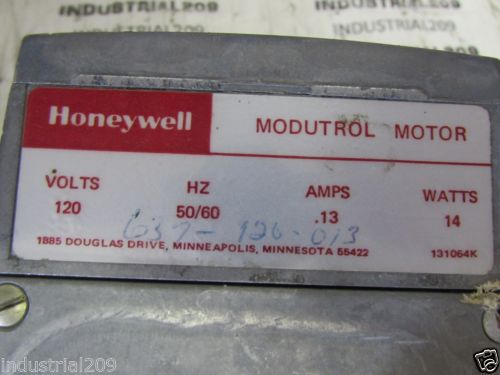 INDUSTRIAL209
INDUSTRIAL209
Honeywell
MODUTROL MOTOR
VOLTS HZ AMPS WATTS
120 50/60 .13 14
637-126-013
1885 DOUGLAS DRIVE, MINNEAPOLIS, MINNESOTA 55422 131064K
industrial209